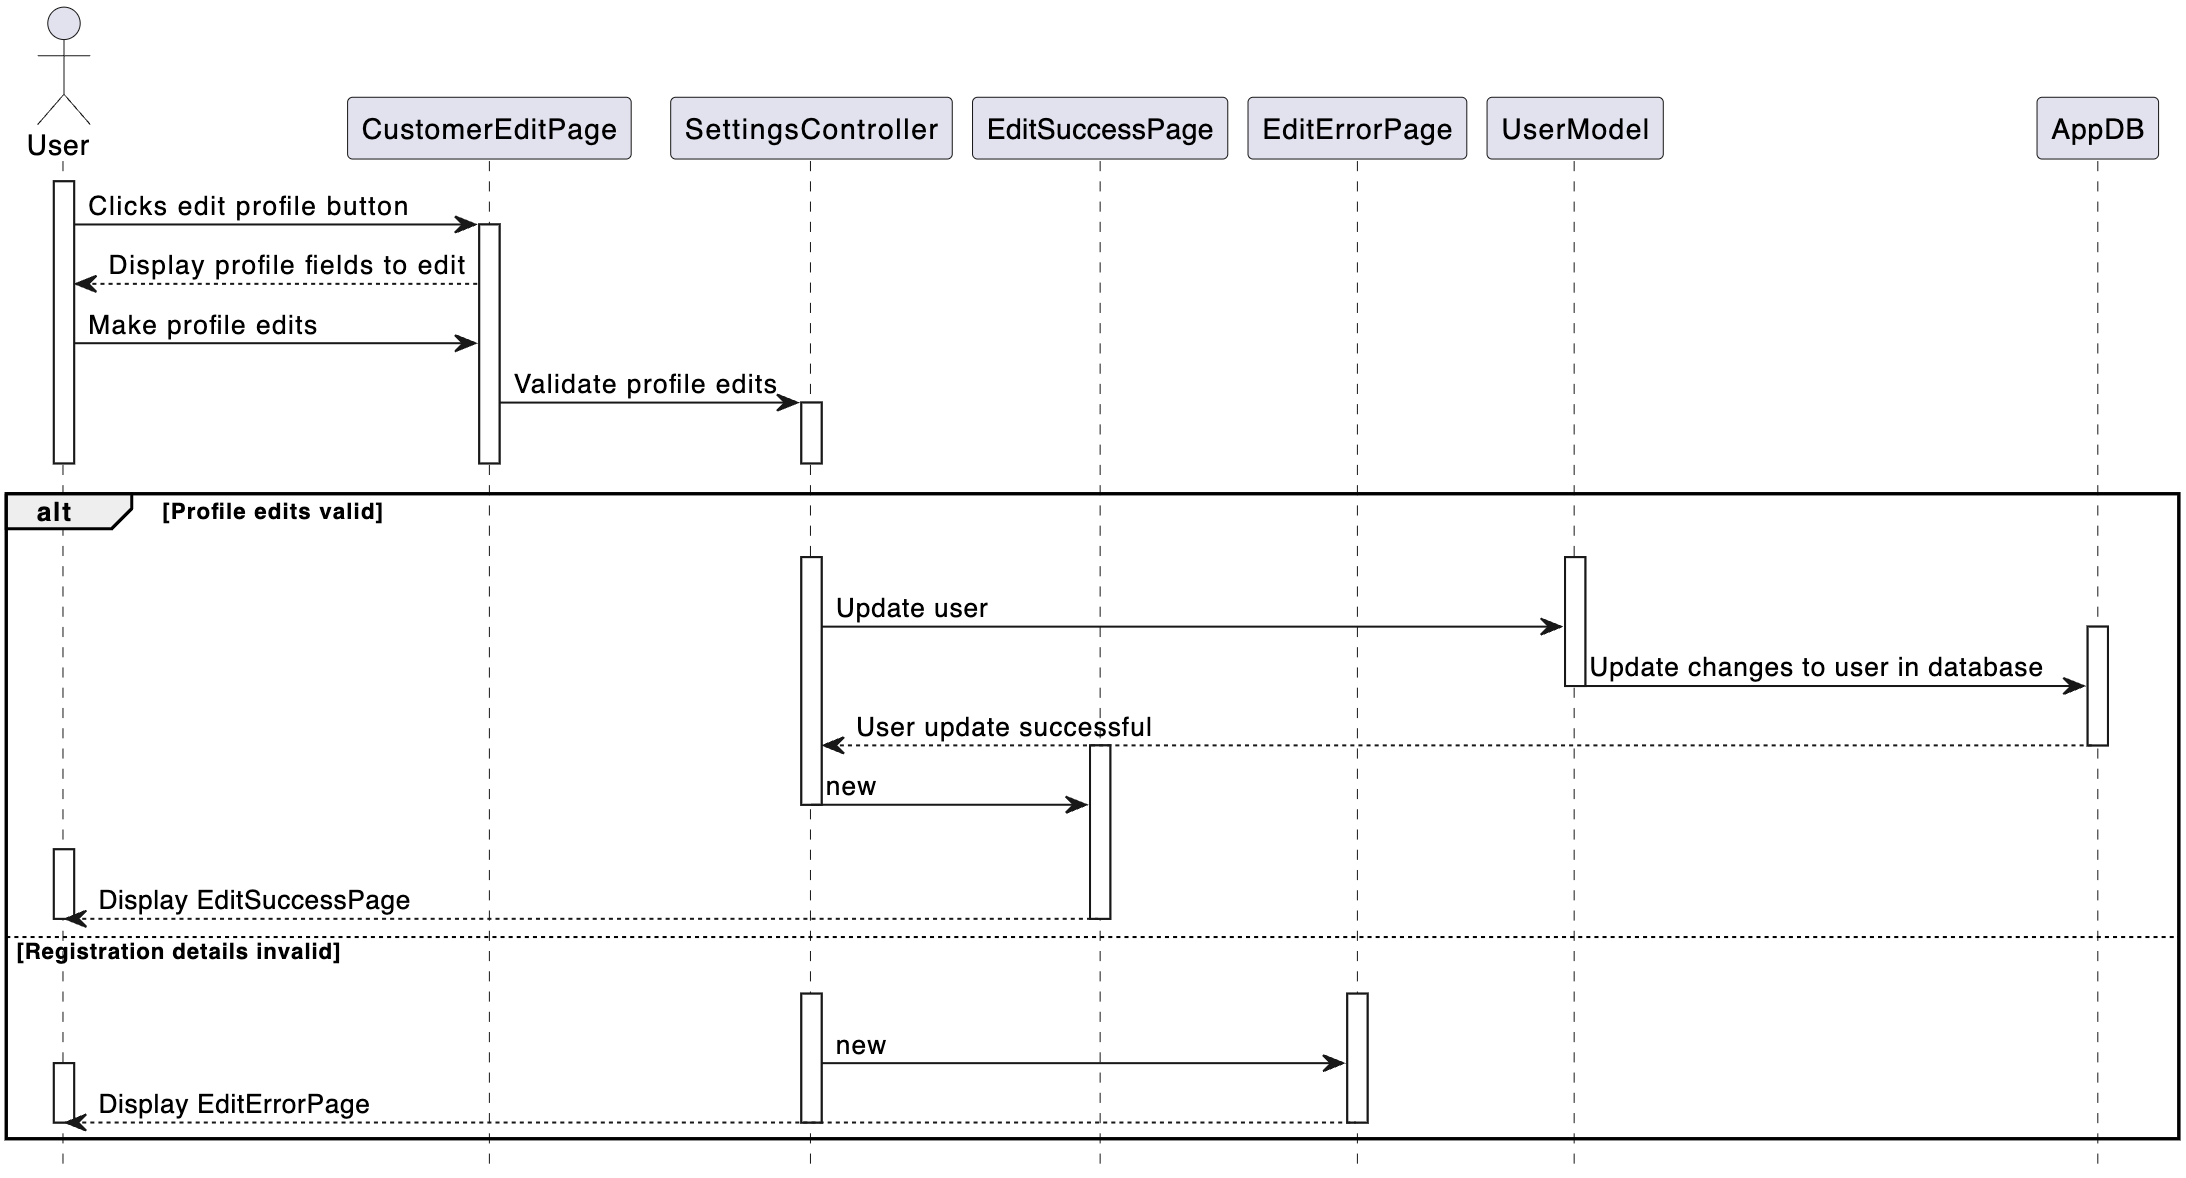 User
CustomerEditPage
SettingsController
EditSuccessPage
EditErrorPage
UserModel
AppDB
Clicks edit profile button
Display profile fields to edit
Make profile edits
Validate profile edits
alt
[Profile edits valid]
Update user
Update changes to user in database
User update successful
new
Display EditSuccessPage
[Registration details invalid]
new
Display EditErrorPage